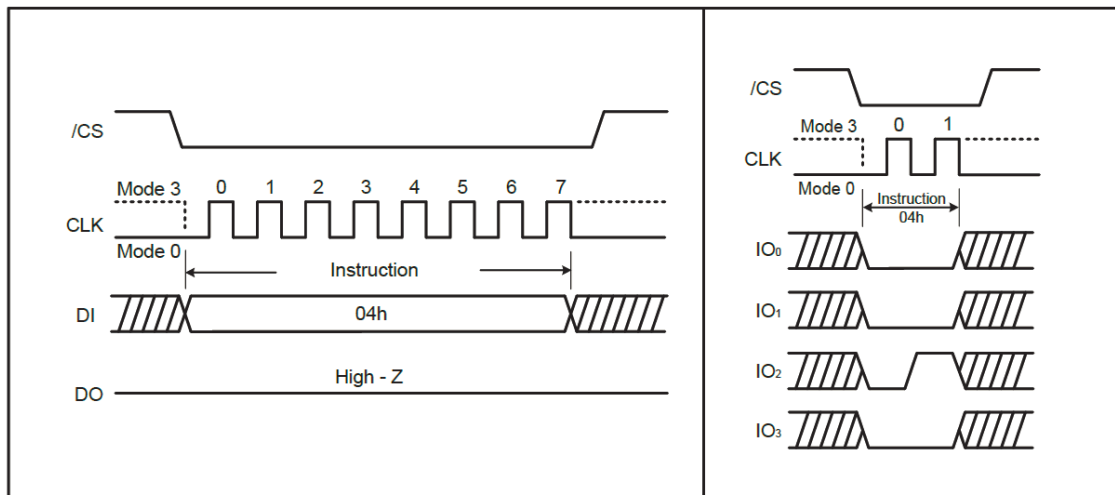 /CS
Mode 3 0 1 2 3 4 5 6 7
CLK
Mode 0
Instruction
DI 04h
High - Z
DO
/CS
Mode 3 0 1
CLK
Mode 0
Instruction
04h
IO₀
IO₁
IO₂
IO₃